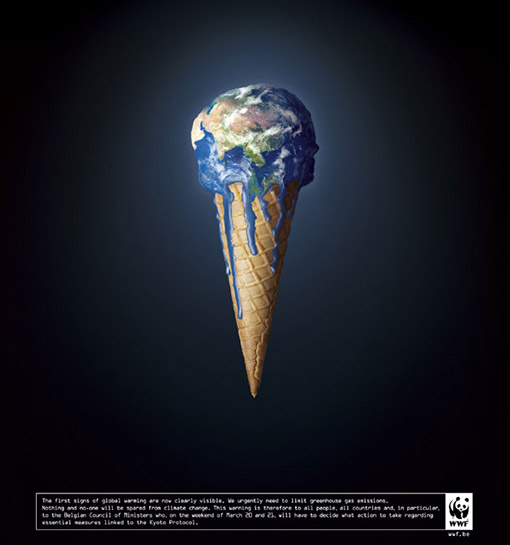 The first signs of global warming are now clearly visible. We urgently need to limit greenhouse gas emissions.
Nothing and no-one will be spared from climate change. This warning is therefore to all people, all countries and, in particular,
to the Belgian Council of Ministers who, on the weekend of March 20 and 21, will have to decide what action to take regarding
essential measures linked to the Kyoto Protocol.
WWF
wwf.be